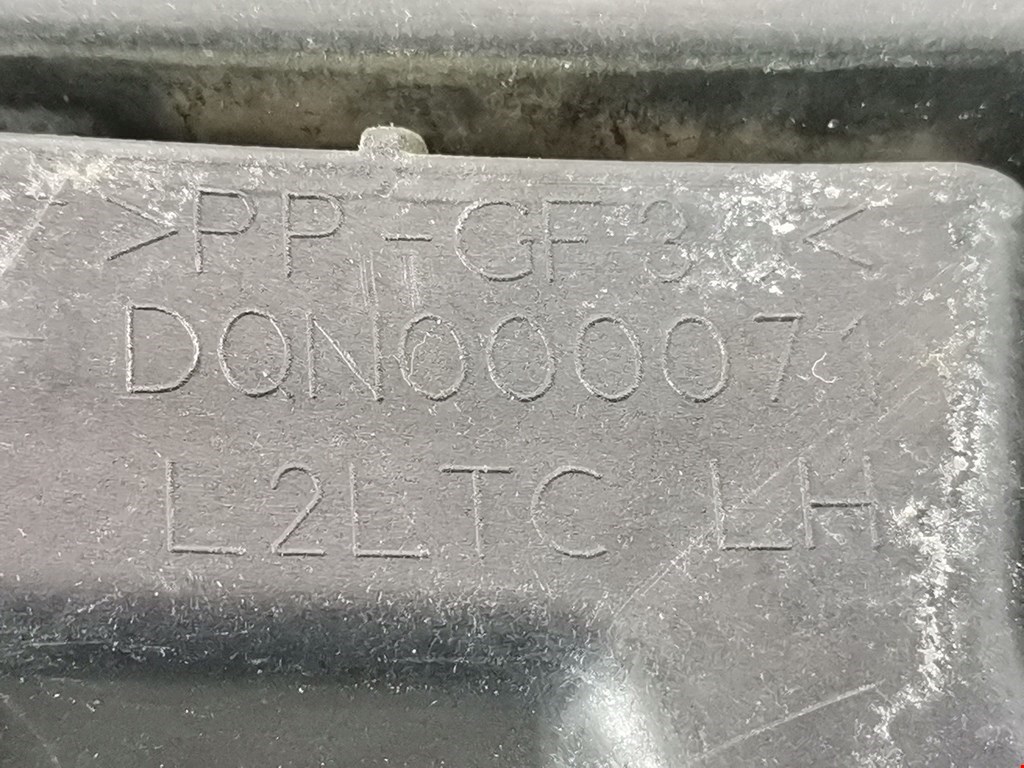 >PP-GF30<
DQN000071
L2LTC LH